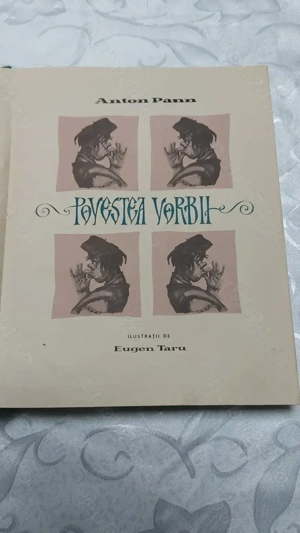 Anton Pann
POVESTEA VORBII
ILUSTRAȚII DE
Eugen Taru